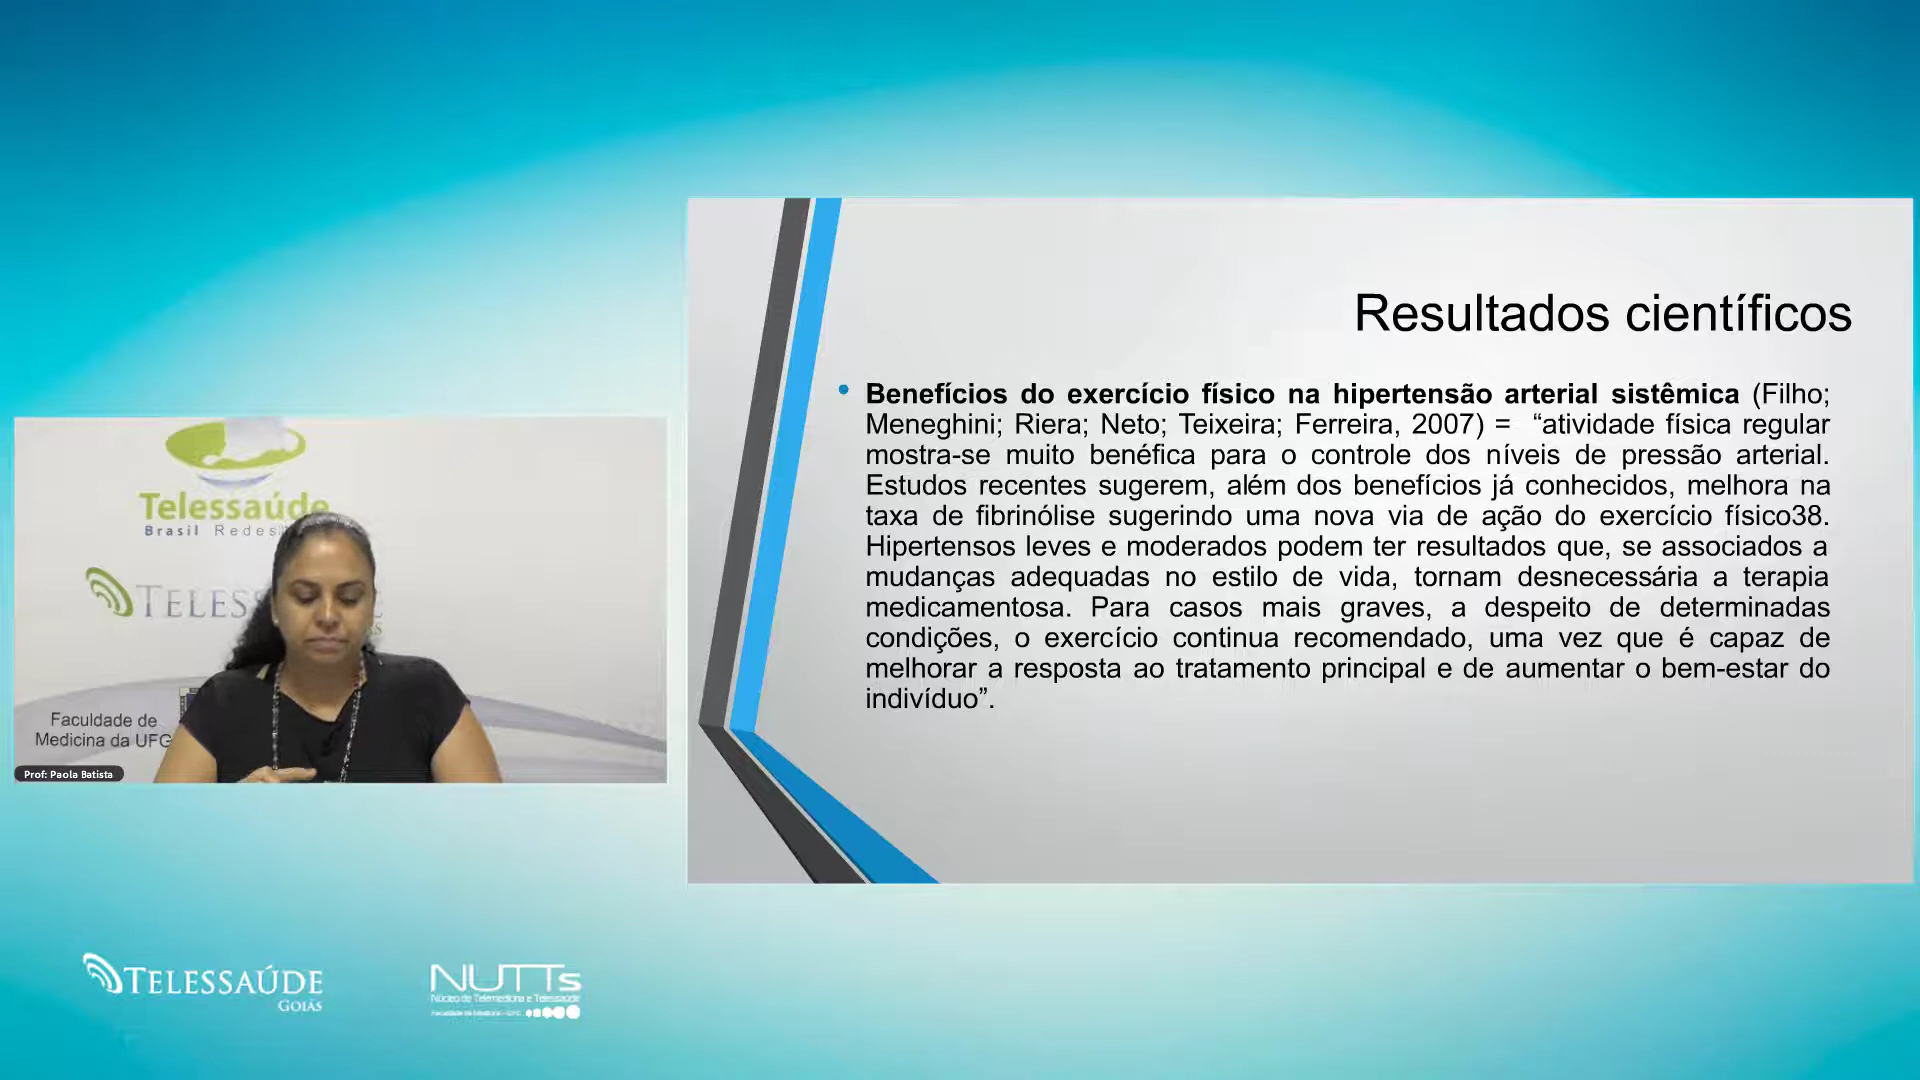 Resultados científicos
• Benefícios do exercício físico na hipertensão arterial sistêmica (Filho;
Meneghini; Riera; Neto; Teixeira; Ferreira, 2007) = “atividade física regular
mostra-se muito benéfica para o controle dos níveis de pressão arterial.
Estudos recentes sugerem, além dos benefícios já conhecidos, melhora na
taxa de fibrinólise sugerindo uma nova via de ação do exercício físico38.
Hipertensos leves e moderados podem ter resultados que, se associados a
mudanças adequadas no estilo de vida, tornam desnecessária a terapia
medicamentosa. Para casos mais graves, a despeito de determinadas
condições, o exercício continua recomendado, uma vez que é capaz de
melhorar a resposta ao tratamento principal e de aumentar o bem-estar do
indivíduo”.
Telessaúde
Brasil Redes
TELES
Faculdade de
Medicina da UFG
Prof: Paola Batista
TELESSAÚDE
GOIÁS
NUTTs
Núcleo de Telemedicina e Telessaúde